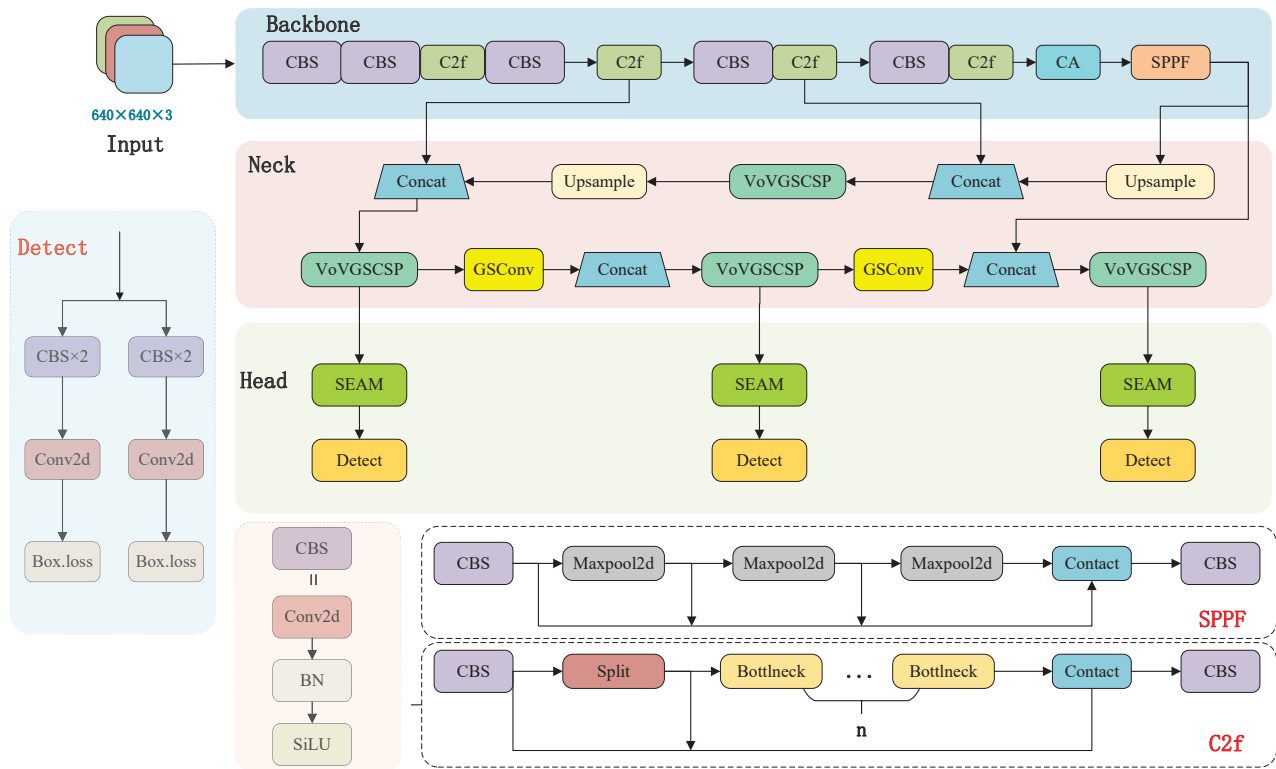 Backbone
CBS CBS C2f CBS C2f CBS C2f CBS C2f CA SPPF
640×640×3
Input
Neck
Concat Upsample VoVGSCSP Concat Upsample
VoVGSCSP GSConv Concat VoVGSCSP GSConv Concat VoVGSCSP
Head
SEAM SEAM SEAM
Detect Detect Detect
Detect
CBS×2 CBS×2
Conv2d Conv2d
Box.loss Box.loss
CBS
=
Conv2d
BN
SiLU
CBS Maxpool2d Maxpool2d Maxpool2d Contact CBS
SPPF
CBS Split Bottlneck ... Bottlneck Contact CBS
n
C2f